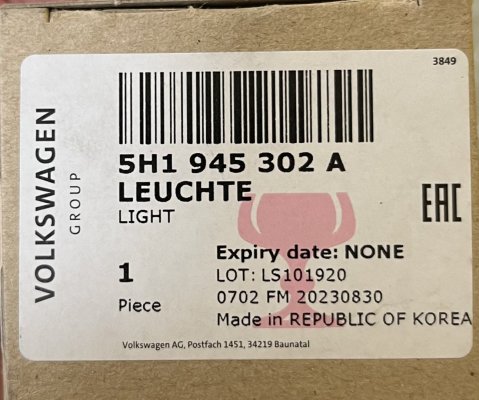 3849
VOLKSWAGEN
GROUP
5H1 945 302 A
LEUCHTE
LIGHT
EAC
Expiry date: NONE
1
LOT: LS101920
Piece
0702 FM 20230830
Made in REPUBLIC OF KOREA
Volkswagen AG, Postfach 1451, 34219 Baunatal